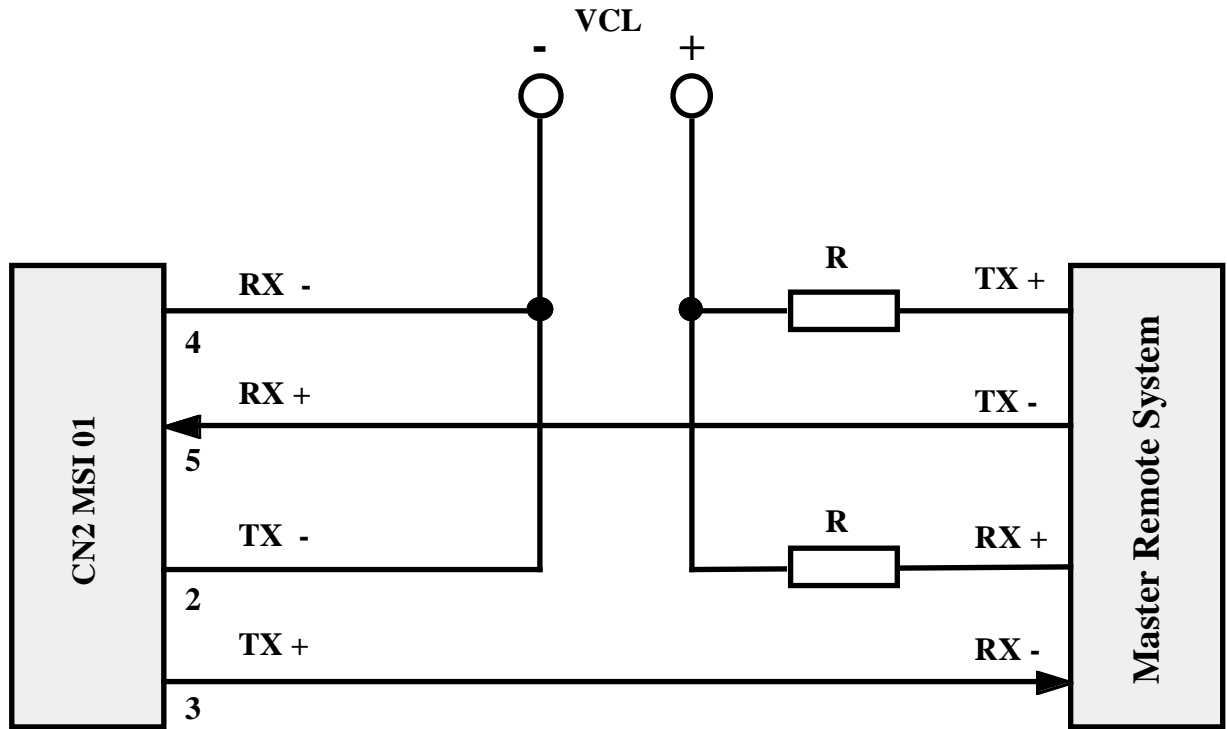 VCL
- +
R
RX - TX +
4
RX + TX -
5
CN2 MSI 01
Master Remote System
R
TX - RX +
2
TX + RX -
3